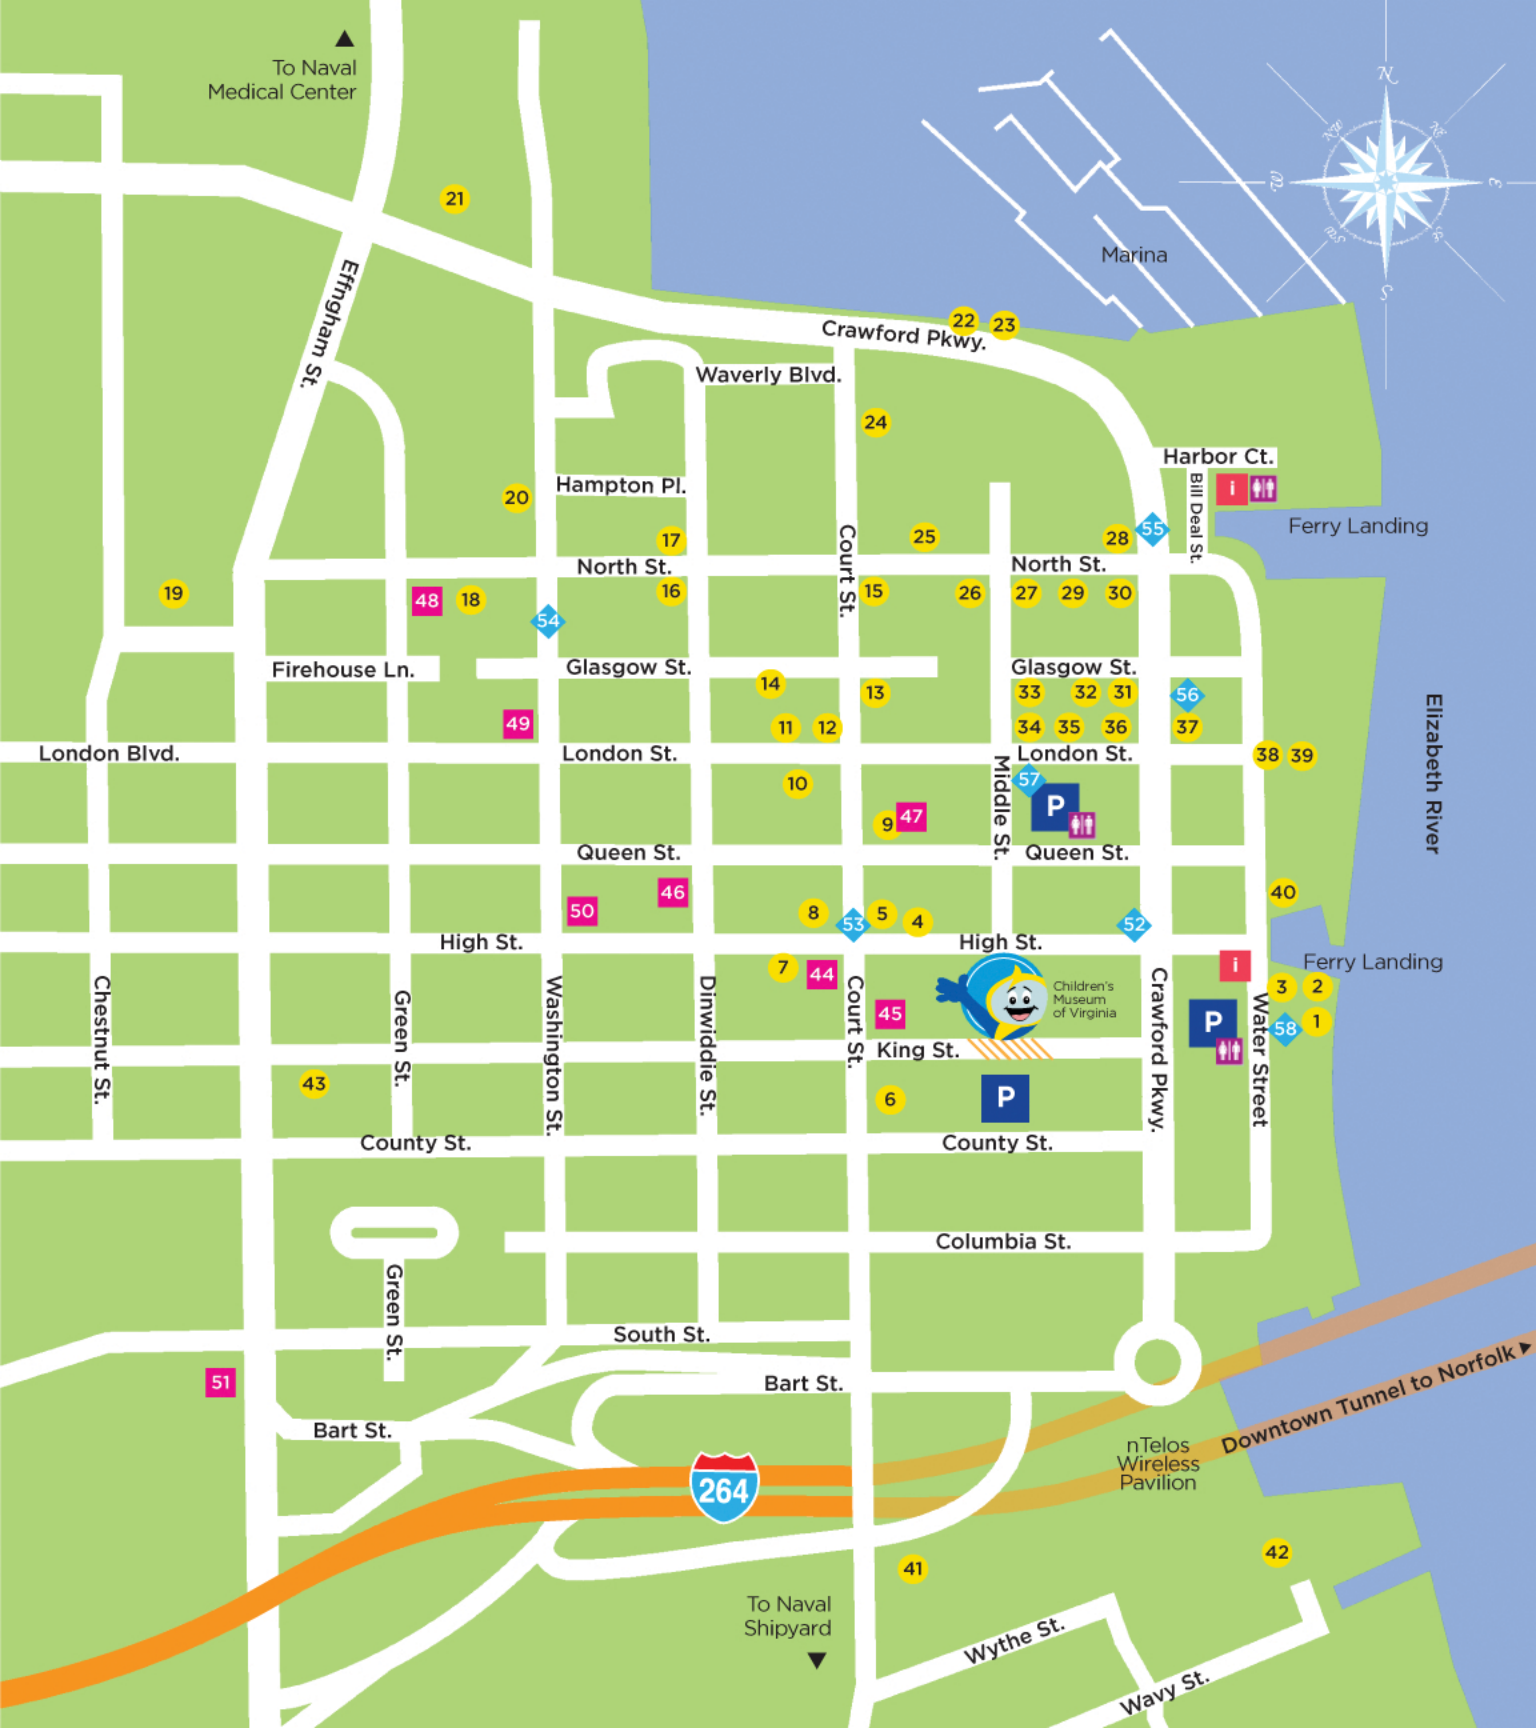 To Naval
Medical Center
N
NW
NE
W
E
SW
SE
S
21
Marina
Effngham St.
22
23
Crawford Pkwy.
Waverly Blvd.
24
Harbor Ct.
Bill Deal St.
i
Hampton Pl.
20
Ferry Landing
17
25
28
55
Court St.
North St.
North St.
19
48
18
16
15
26
27
29
30
54
Firehouse Ln.
Glasgow St.
Glasgow St.
14
13
33
32
31
56
49
11
12
34
35
36
37
London Blvd.
London St.
London St.
38
39
Elizabeth River
Middle St.
57
10
P
9
47
Queen St.
Queen St.
46
50
40
8
53
5
4
52
High St.
High St.
Ferry Landing
7
44
i
Children's
Museum
of Virginia
45
3
2
P
58
1
Chestnut St.
Green St.
Washington St.
Dinwiddie St.
Court St.
Crawford Pkwy.
Water Street
King St.
43
6
P
County St.
County St.
Columbia St.
Green St.
South St.
51
Bart St.
Bart St.
Downtown Tunnel to Norfolk
nTelos
Wireless
Pavilion
264
42
41
To Naval
Shipyard
Wythe St.
Wavy St.